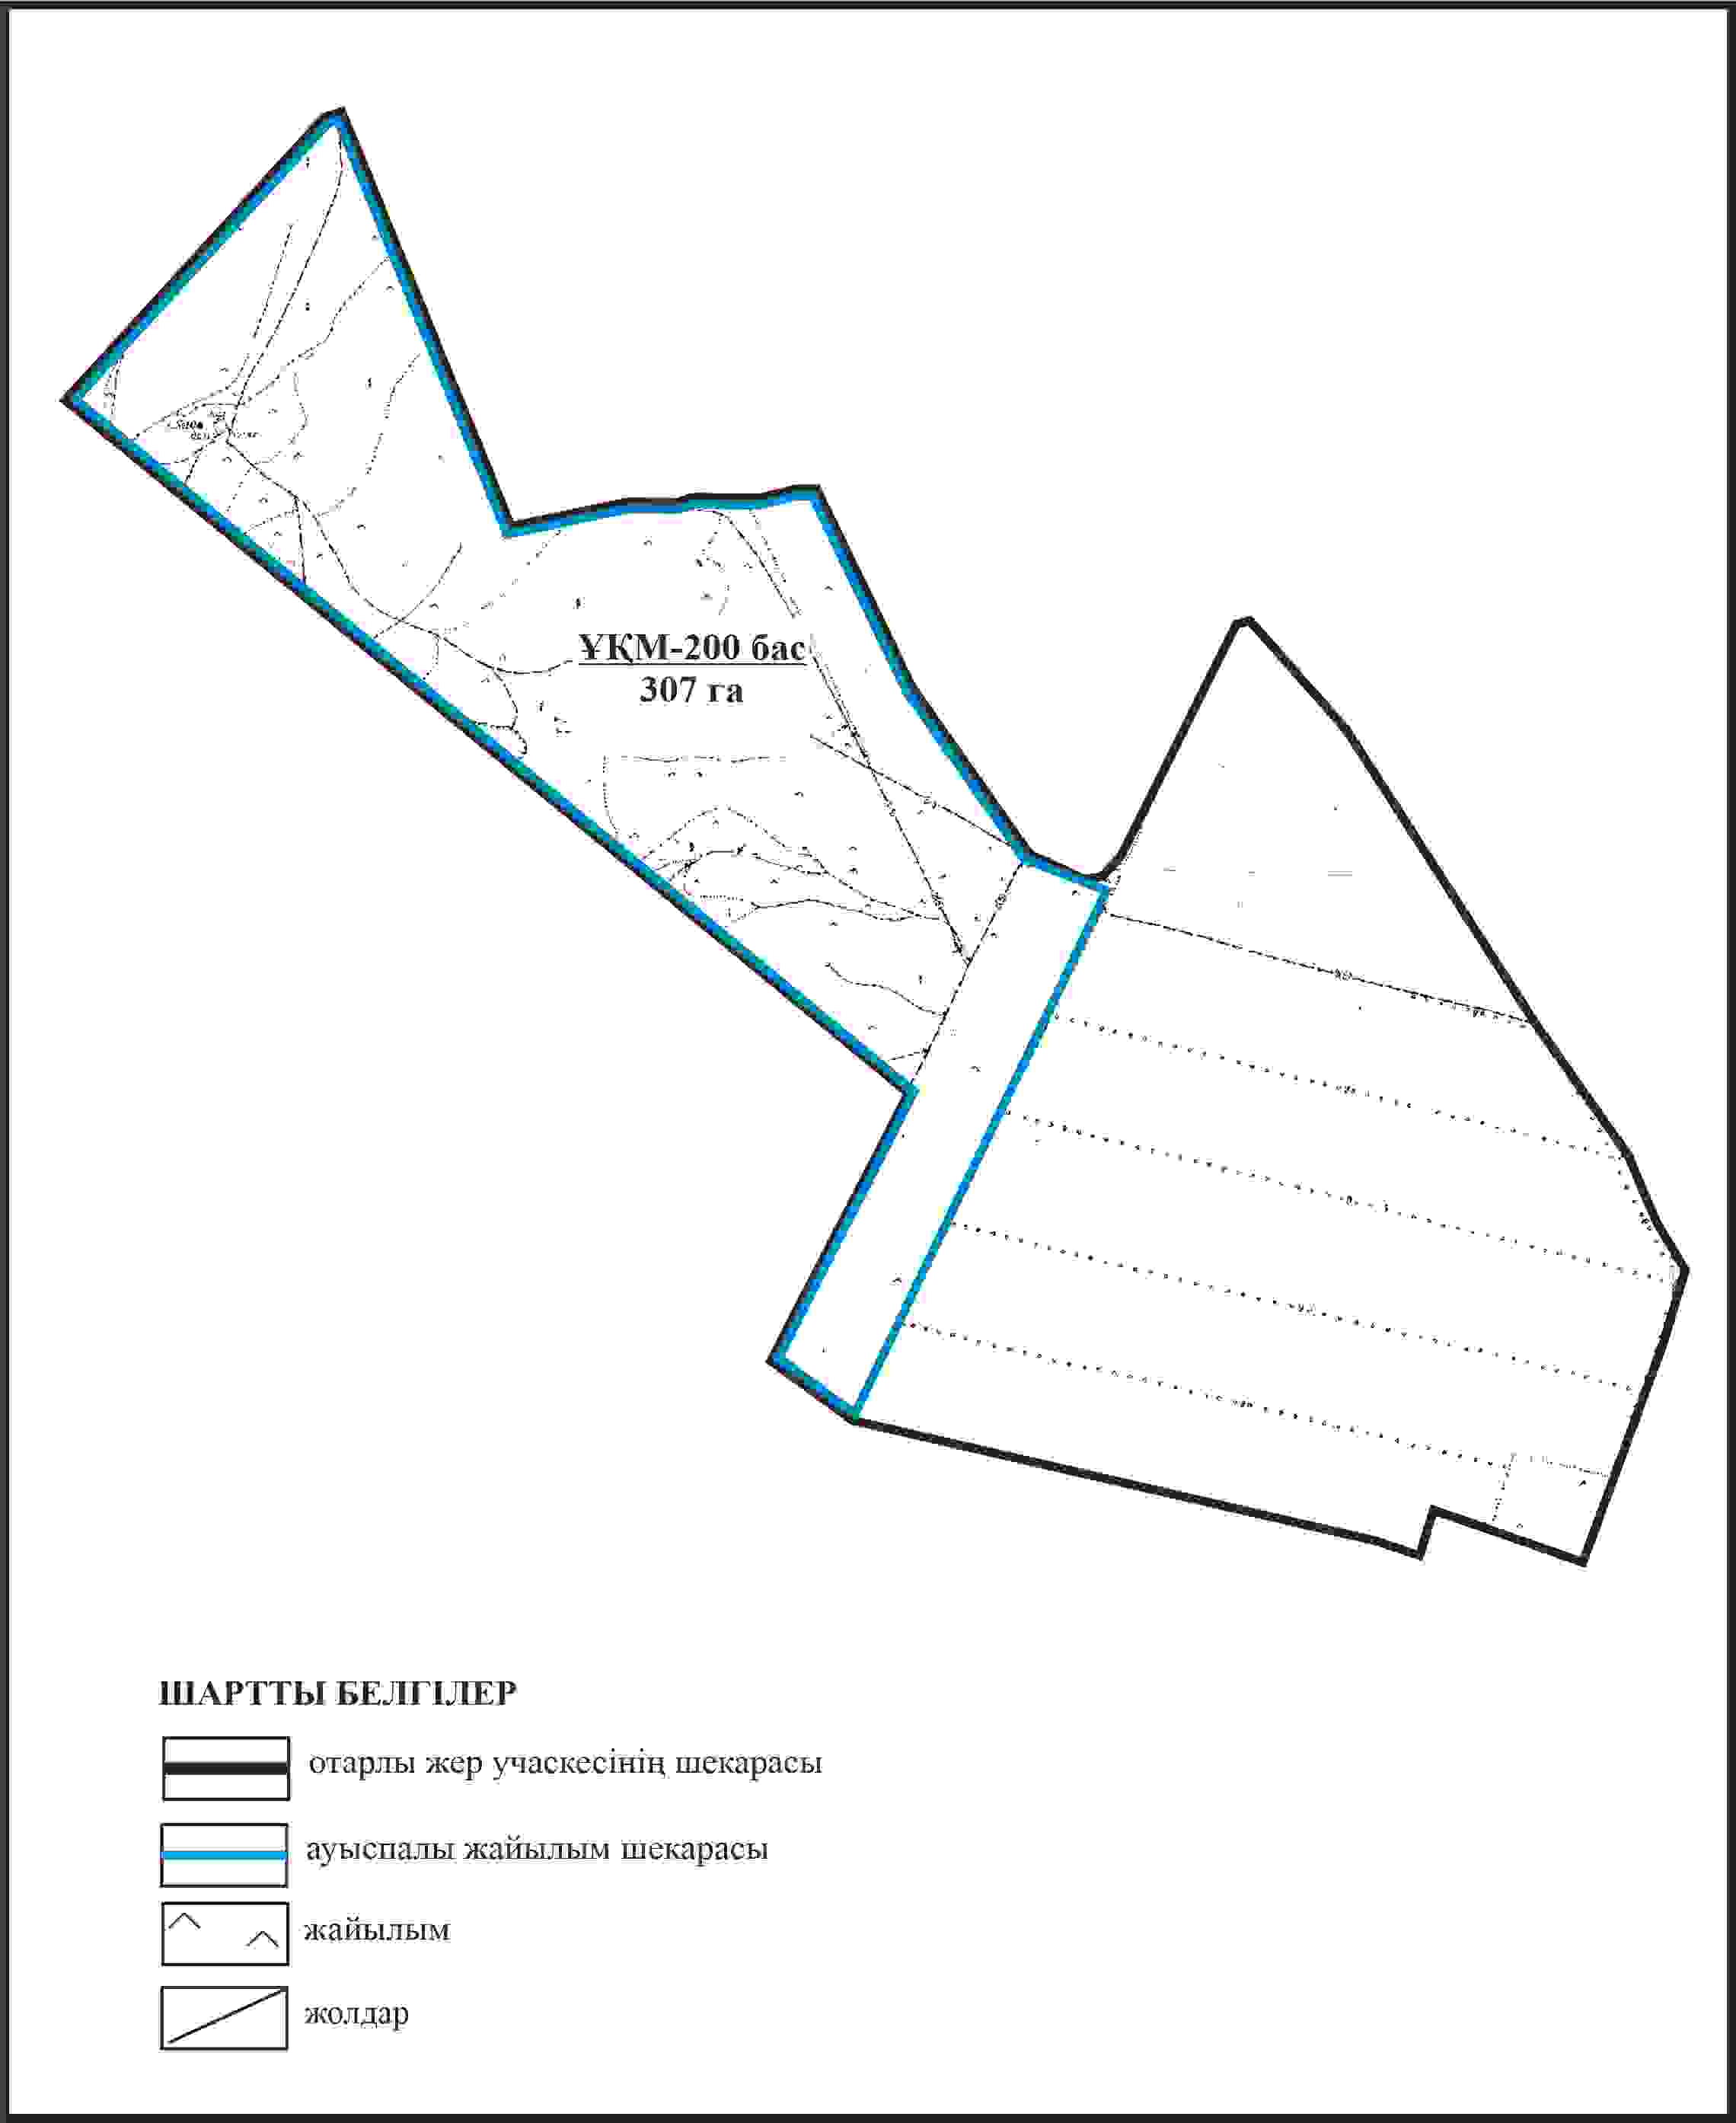 ҰҚМ-200 бас
307 га
ШАРТТЫ БЕЛГІЛЕР
отарлы жер учаскесінің шекарасы
ауыспалы жайылым шекарасы
жайылым
жолдар